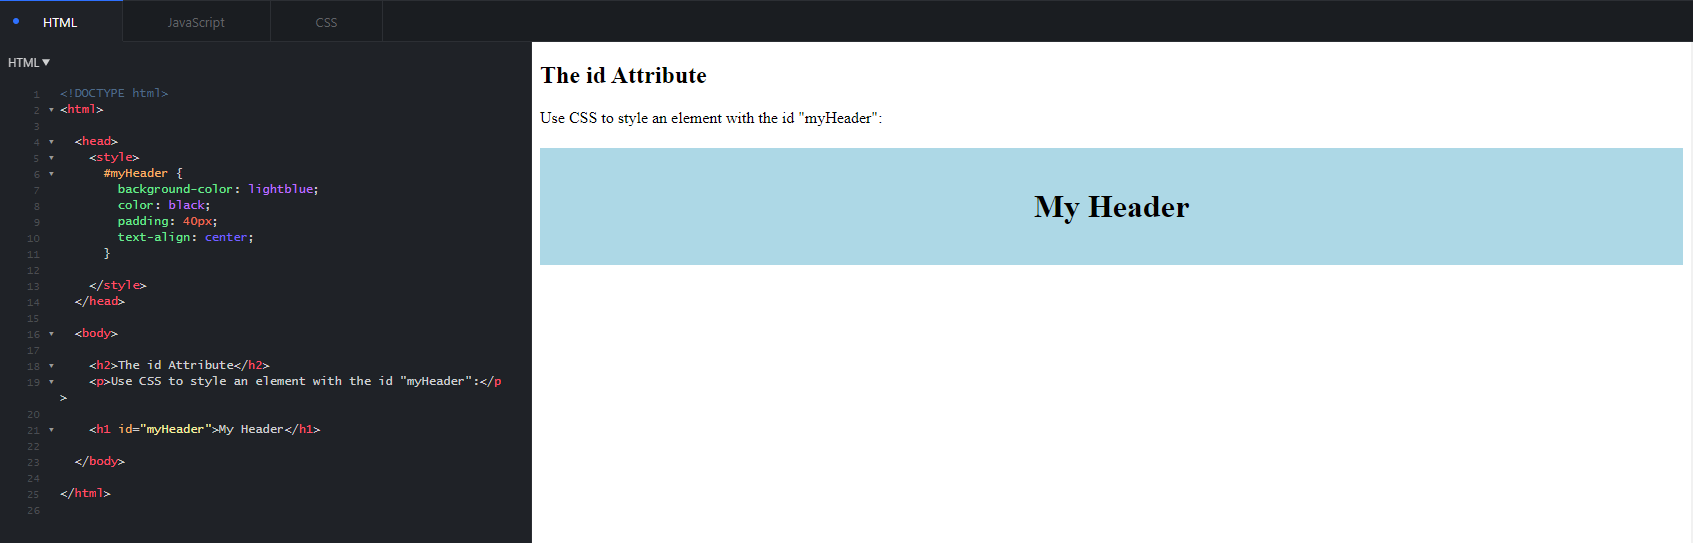 HTML JavaScript CSS
HTML ▼
1 <!DOCTYPE html>
2 ▾ <html>
3
4 ▾ <head>
5 ▾ <style>
6 ▾ #myHeader {
7 background-color: lightblue;
8 color: black;
9 padding: 40px;
10 text-align: center;
11 }
12
13 </style>
14 </head>
15
16 ▾ <body>
17
18 ▾ <h2>The id Attribute</h2>
19 ▾ <p>Use CSS to style an element with the id "myHeader":</p
>
20
21 ▾ <h1 id="myHeader">My Header</h1>
22
23 </body>
24
25 </html>
26
The id Attribute
Use CSS to style an element with the id "myHeader":
My Header